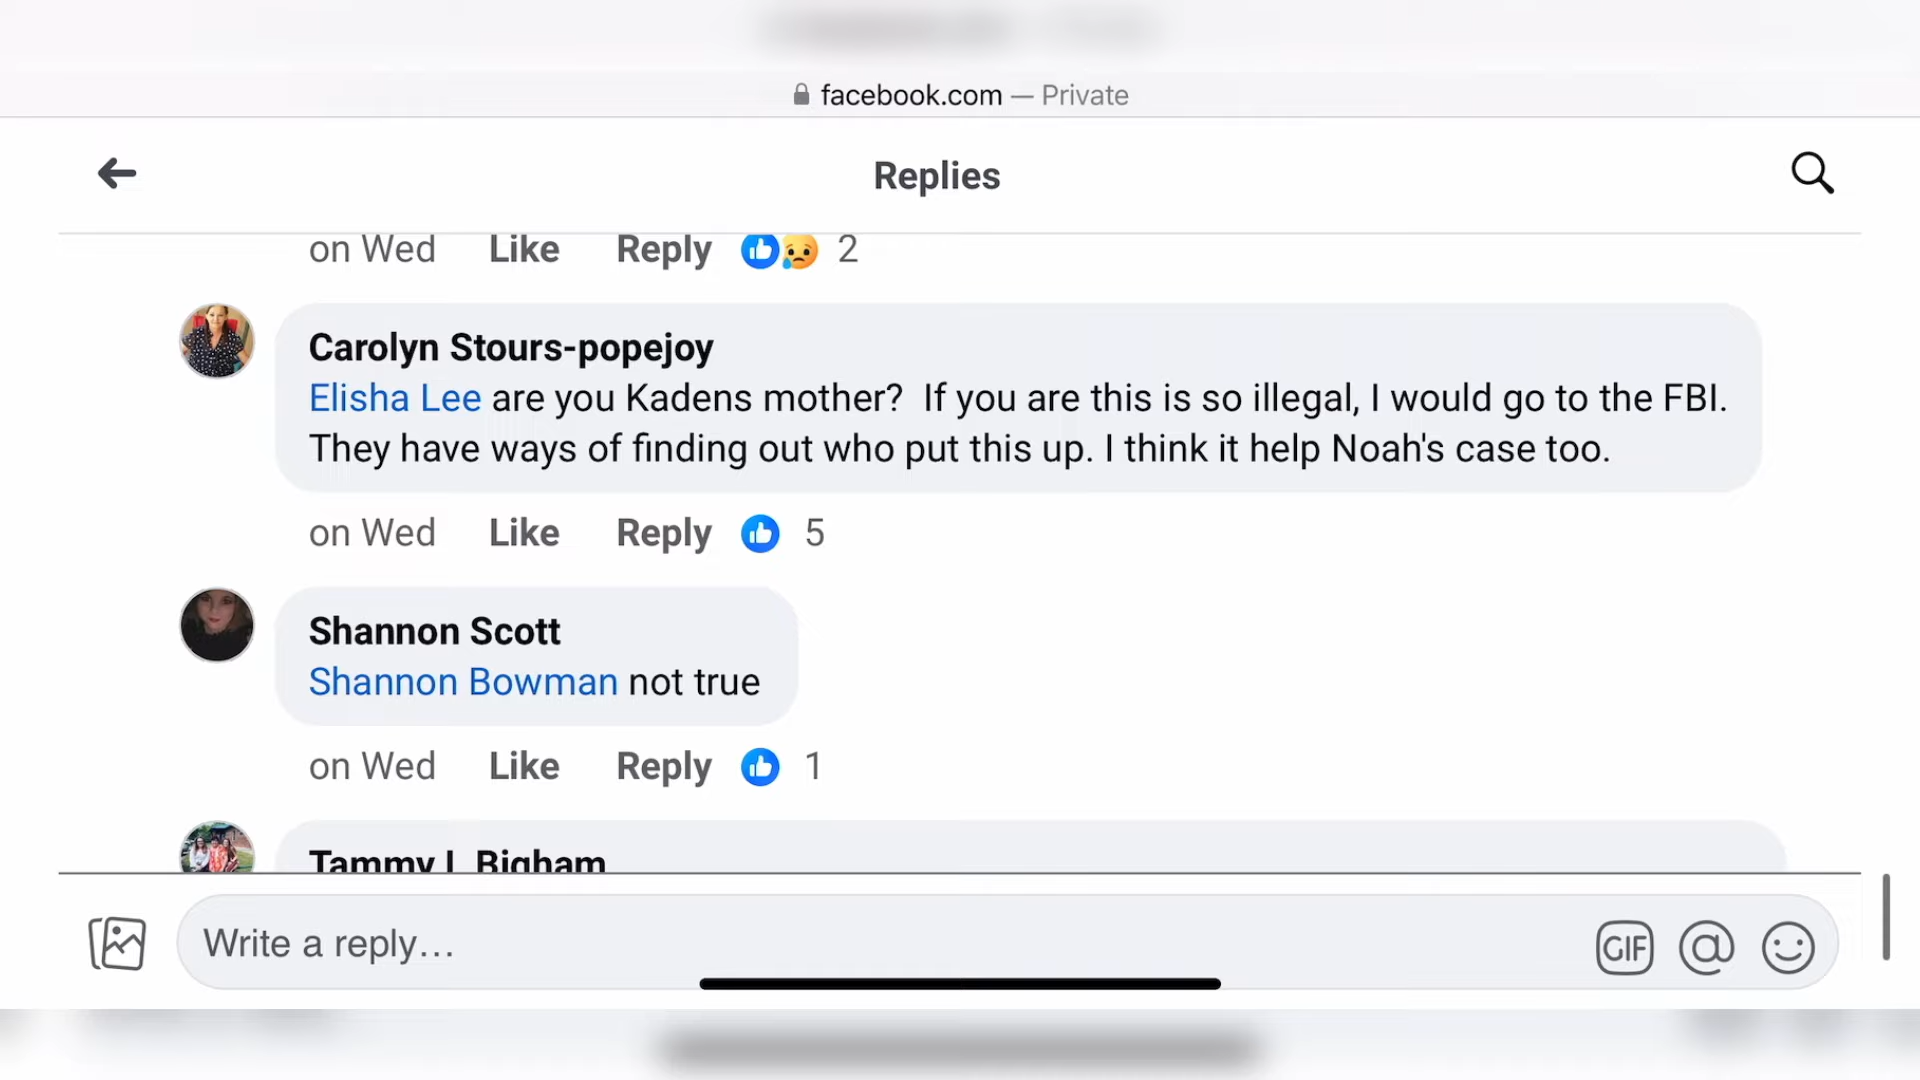 facebook.com — Private
Replies
on Wed Like Reply 2
Carolyn Stours-popejoy
Elisha Lee are you Kadens mother?  If you are this is so illegal, I would go to the FBI.
They have ways of finding out who put this up. I think it help Noah's case too.
on Wed Like Reply 5
Shannon Scott
Shannon Bowman not true
on Wed Like Reply 1
Tammy L Bigham
Write a reply...
GIF @